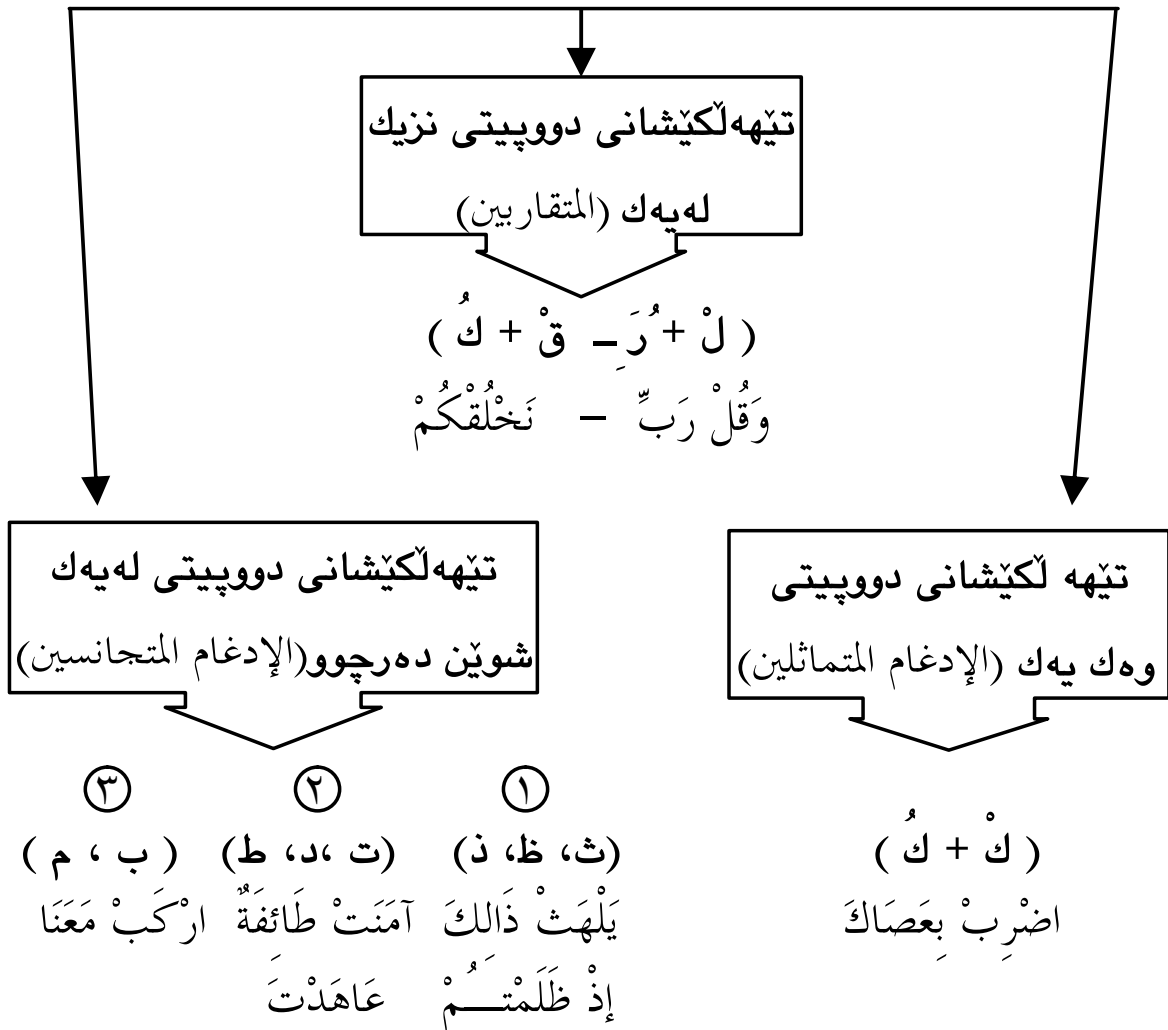 تێهەڵکێشانی دووپیتی نزیك
لەیەك (المتقاربين)
( لْ + رَُِ – قْ + كُ )
وَقُلْ رَبِّ – نَخْلُقْكُمْ
تێهە ڵکێشانی دووپیتی
وەك یەك (الإدغام المتماثلين)
( كْ + كُ )
اضْرِبْ بِعَصَاكَ
تێهەڵکێشانی دووپیتی لەیەك
شوێن دەرچوو(الإدغام المتجانسين)
① ② ③
(ث، ظ، ذ) (ت ،د، ط) ( ب ، م )
يَلْهَثْ ذَالِكَ آمَنَتْ طَائِفَةٌ ارْكَبْ مَعَنَا
إِذْ ظَلَمْتُـمْ عَاهَدْتَ